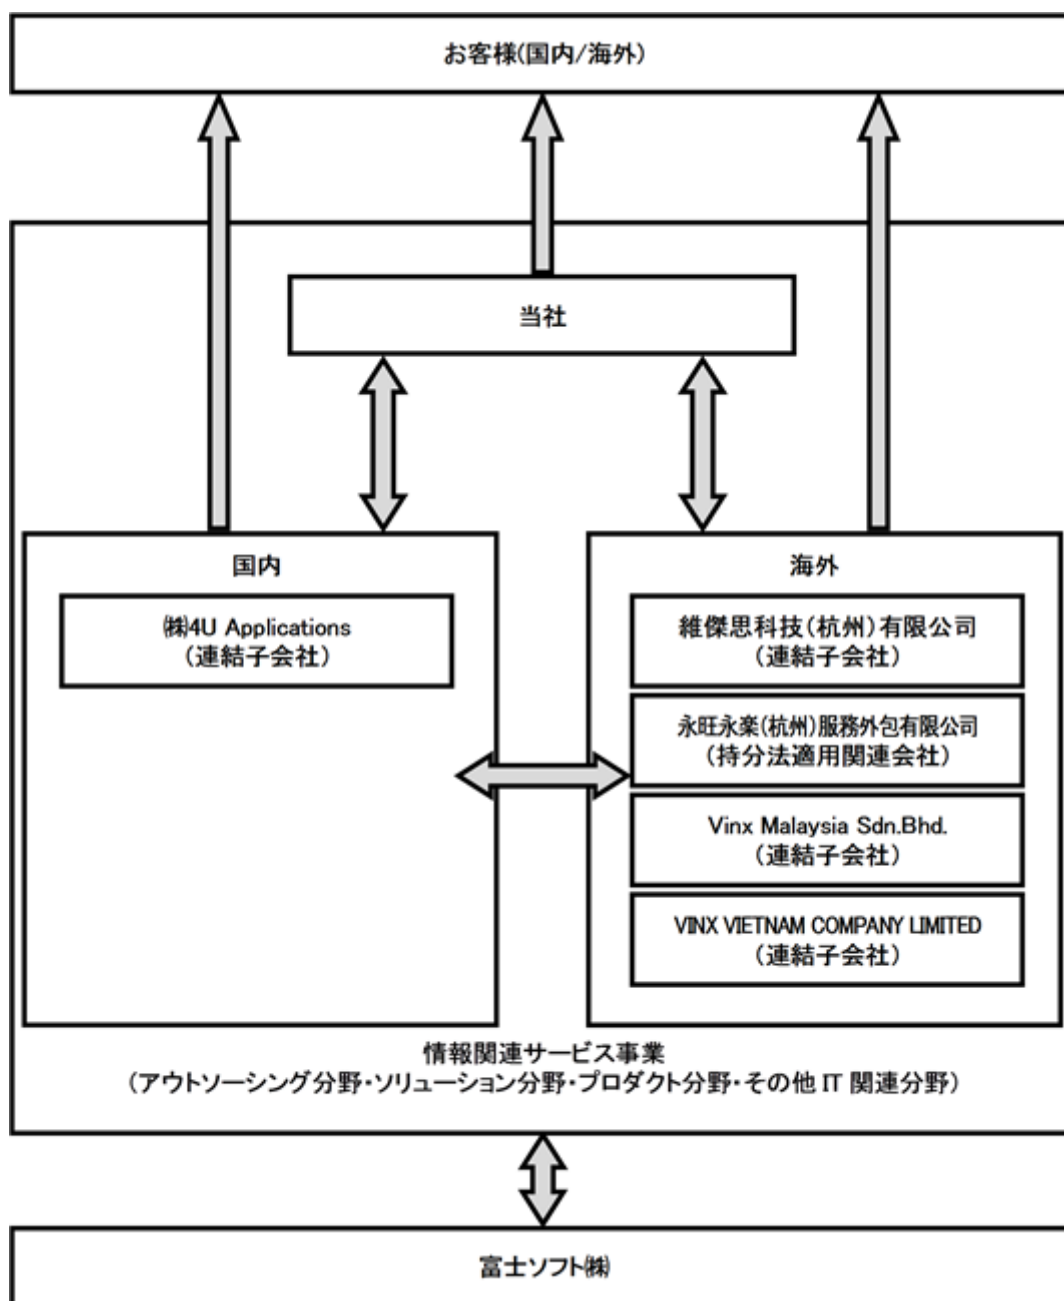 お客様(国内/海外)
当社
国内
㈱4U Applications
（連結子会社）
海外
維傑思科技（杭州）有限公司
（連結子会社）
永旺永楽（杭州）服務外包有限公司
（持分法適用関連会社）
Vinx Malaysia Sdn.Bhd.
（連結子会社）
VINX VIETNAM COMPANY LIMITED
（連結子会社）
情報関連サービス事業
（アウトソーシング分野・ソリューション分野・プロダクト分野・その他 IT 関連分野）
富士ソフト㈱